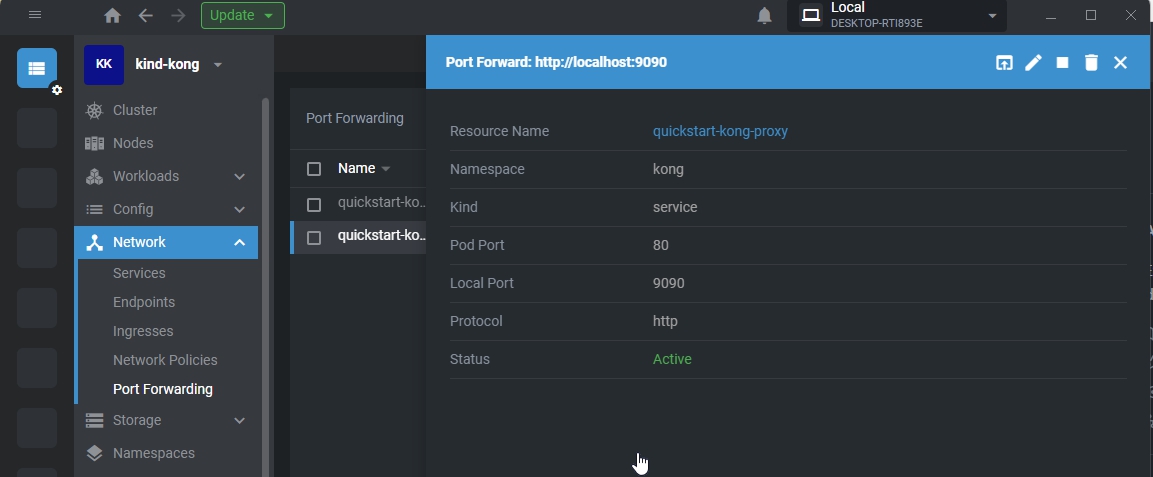 Update
Local
DESKTOP-RTI893E
KK
kind-kong
Cluster
Nodes
Workloads
Config
Network
Services
Endpoints
Ingresses
Network Policies
Port Forwarding
Storage
Namespaces
Port Forwarding
Name
quickstart-ko...
quickstart-ko...
Port Forward: http://localhost:9090
Resource Name quickstart-kong-proxy
Namespace kong
Kind service
Pod Port 80
Local Port 9090
Protocol http
Status Active